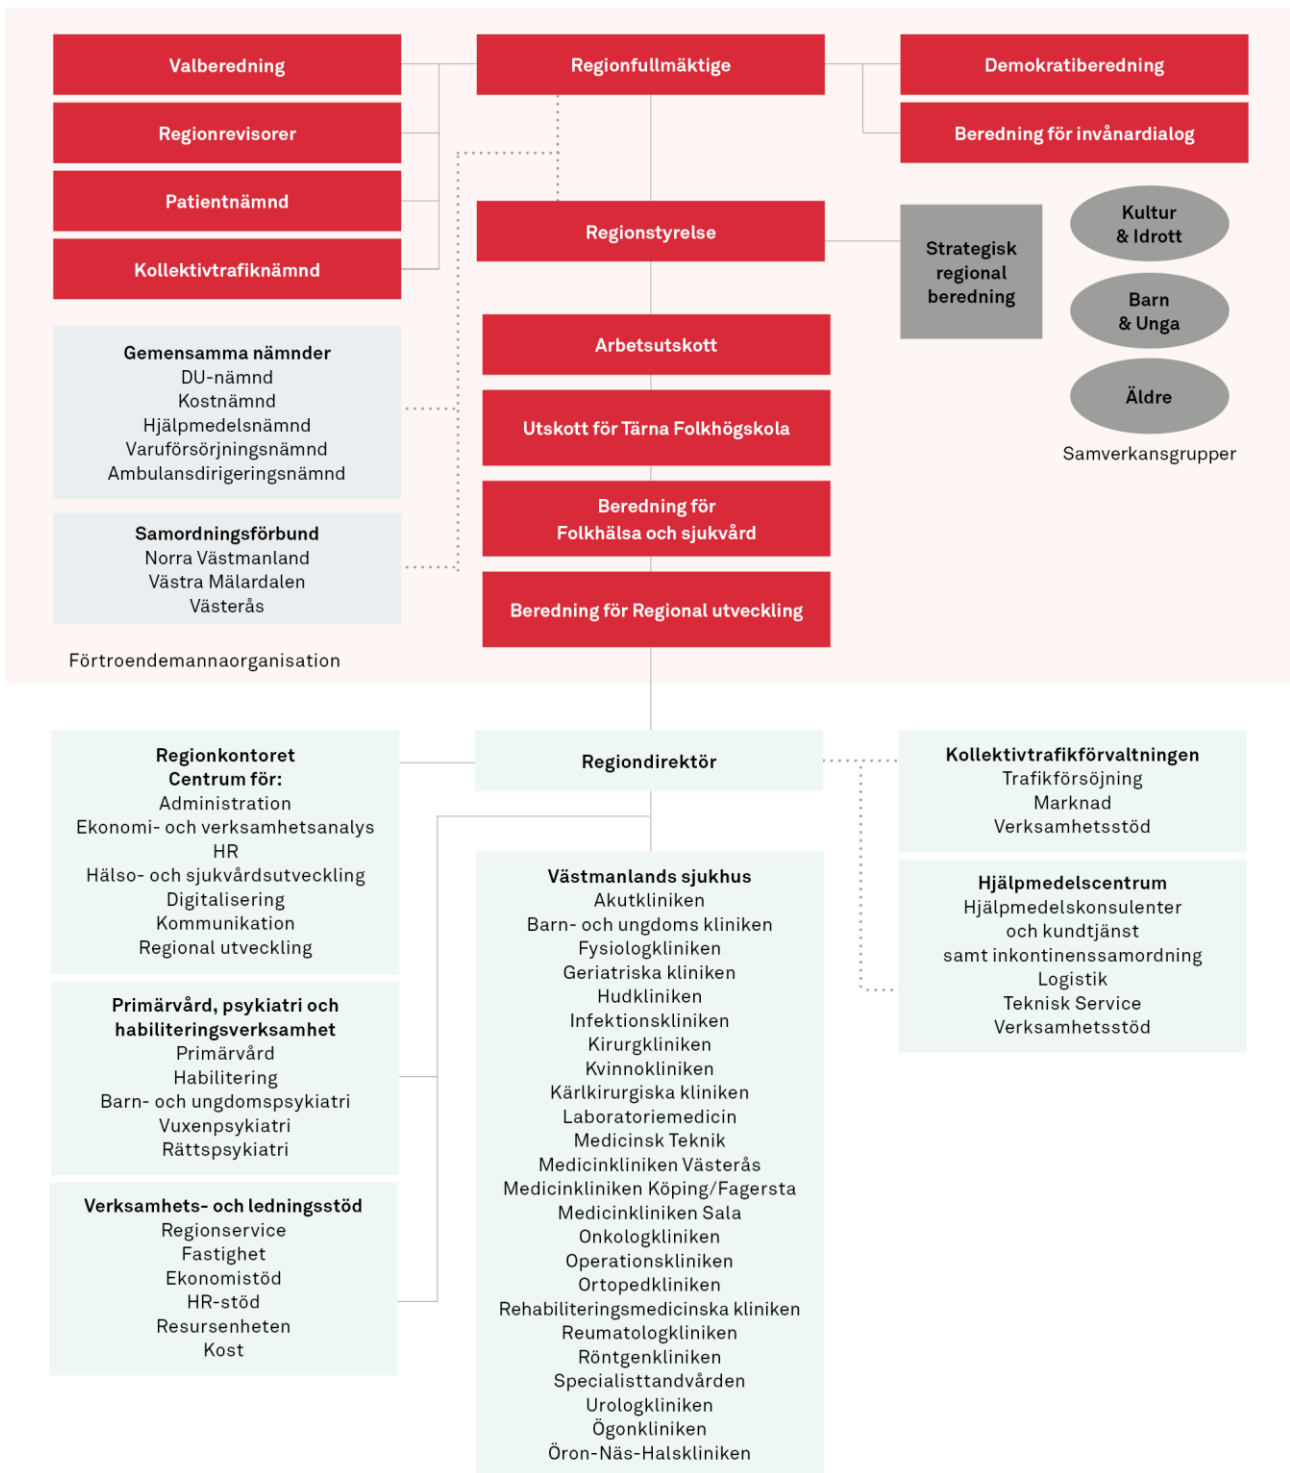 Valberedning
Regionrevisorer
Patientnämnd
Kollektivtrafiknämnd
Gemensamma nämnder
DU-nämnd
Kostnämnd
Hjälpmedelsnämnd
Varuförsörjningsnämnd
Ambulansdirigeringsnämnd
Samordningsförbund
Norra Västmanland
Västra Mälardalen
Västerås
Förtroendemannaorganisation
Regionfullmäktige
Regionstyrelse
Arbetsutskott
Utskott för Tärna Folkhögskola
Beredning för
Folkhälsa och sjukvård
Beredning för Regional utveckling
Demokratiberedning
Beredning för invånardialog
Strategisk
regional
beredning
Kultur
& Idrott
Barn
& Unga
Äldre
Samverkansgrupper
Regionkontoret
Centrum för:
Administration
Ekonomi- och verksamhetsanalys
HR
Hälso- och sjukvårdsutveckling
Digitalisering
Kommunikation
Regional utveckling
Primärvård, psykiatri och
habiliteringsverksamhet
Primärvård
Habilitering
Barn- och ungdomspsykiatri
Vuxenpsykiatri
Rättspsykiatri
Verksamhets- och ledningsstöd
Regionservice
Fastighet
Ekonomistöd
HR-stöd
Resursenheten
Kost
Regiondirektör
Västmanlands sjukhus
Akutkliniken
Barn- och ungdoms kliniken
Fysiologkliniken
Geriatriska kliniken
Hudkliniken
Infektionskliniken
Kirurgkliniken
Kvinnokliniken
Kärlkirurgiska kliniken
Laboratoriemedicin
Medicinsk Teknik
Medicinkliniken Västerås
Medicinkliniken Köping/Fagersta
Medicinkliniken Sala
Onkologkliniken
Operationskliniken
Ortopedkliniken
Rehabiliteringsmedicinska kliniken
Reumatologkliniken
Röntgenkliniken
Specialisttandvården
Urologkliniken
Ögonkliniken
Öron-Näs-Halskliniken
Kollektivtrafikförvaltningen
Trafikförsöjning
Marknad
Verksamhetsstöd
Hjälpmedelscentrum
Hjälpmedelskonsulenter
och kundtjänst
samt inkontinenssamordning
Logistik
Teknisk Service
Verksamhetsstöd